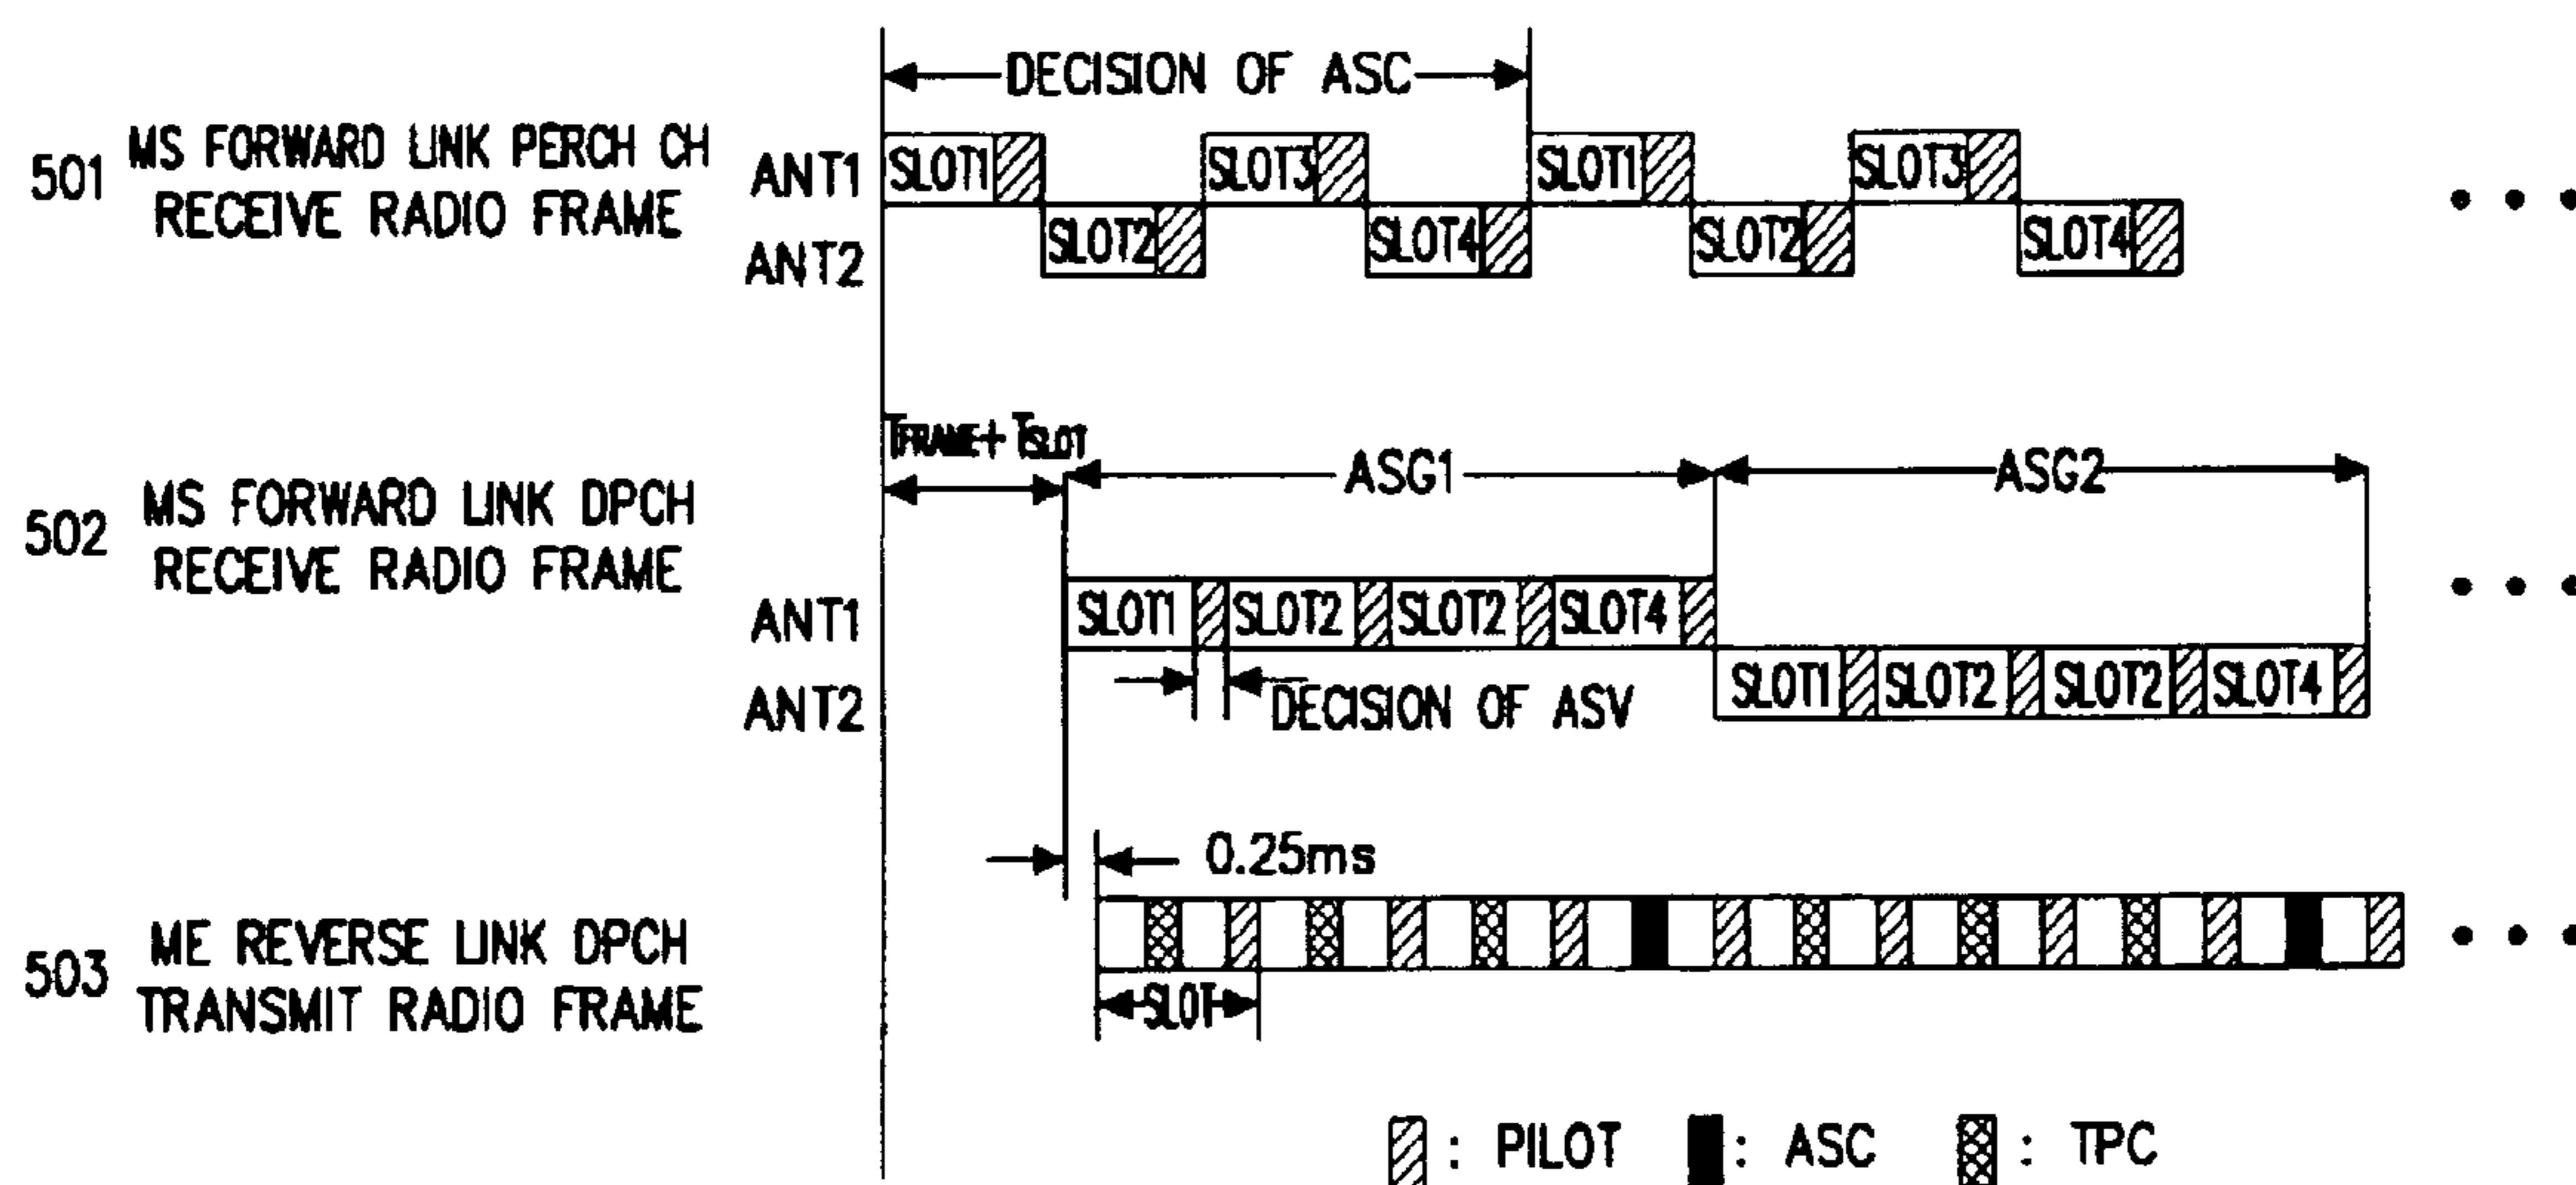 DECISION OF ASC
501 MS FORWARD LINK PERCH CH
RECEIVE RADIO FRAME
ANT1
ANT2
SLOT1 SLOT3 SLOT1 SLOT3
SLOT2 SLOT4 SLOT2 SLOT4
TFRAME+ TSLOT
ASG1 ASG2
502 MS FORWARD LINK DPCH
RECEIVE RADIO FRAME
ANT1
ANT2
SLOT1 SLOT2 SLOT2 SLOT4
SLOT1 SLOT2 SLOT2 SLOT4
DECISION OF ASV
0.25ms
503 ME REVERSE LINK DPCH
TRANSMIT RADIO FRAME
SLOT
: PILOT : ASC : TPC